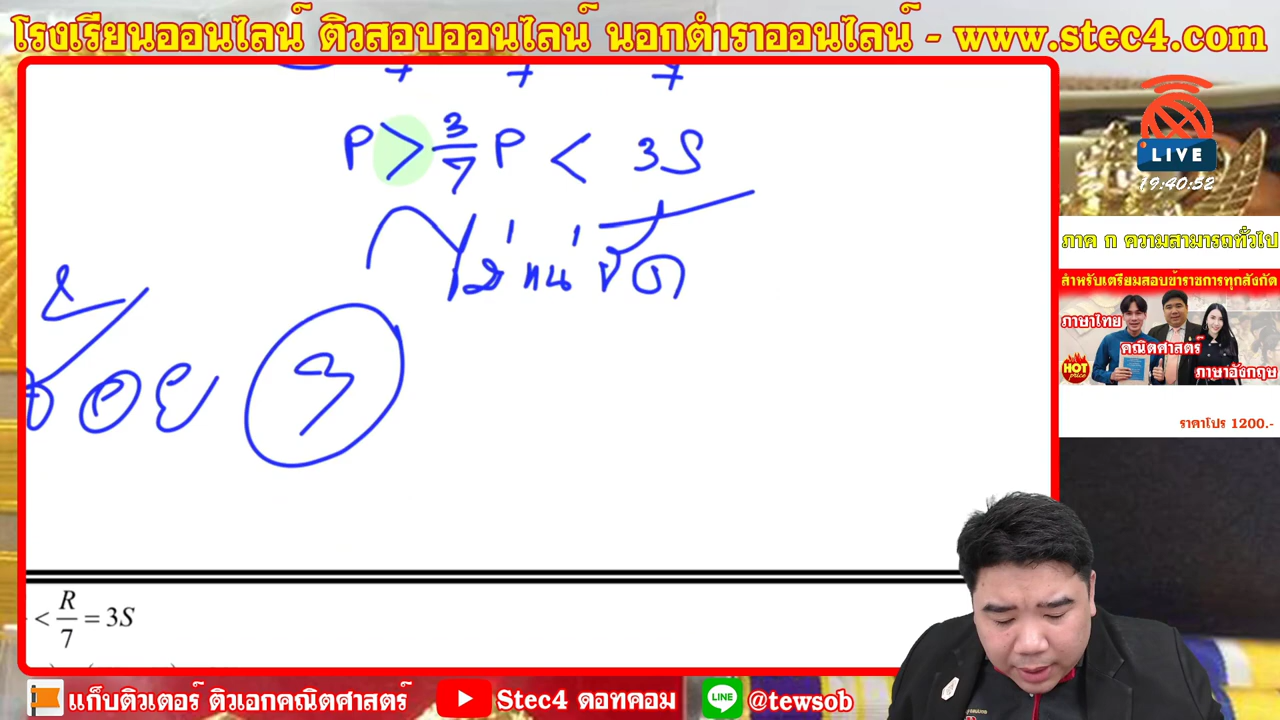 โรงเรียนออนไลน์ ติวสอบออนไลน์ นอกตำราออนไลน์ - www.stec4.com
LIVE
19:40:52
7 7 7
P > 3/7 P < 3S
ไม่แน่ชัด
ข้อย 3
< R/7 = 3S
ภาค ก ความสามารถทั่วไป
สำหรับเตรียมสอบข้าราชการทุกสังกัด
ภาษาไทย
คณิตศาสตร์
ภาษาอังกฤษ
HOT
price
ราคาโปร 1200.-
แก็บติวเตอร์ ติวเอกคณิตศาสตร์
Stec4 ดอทคอม
LINE
@tewsob